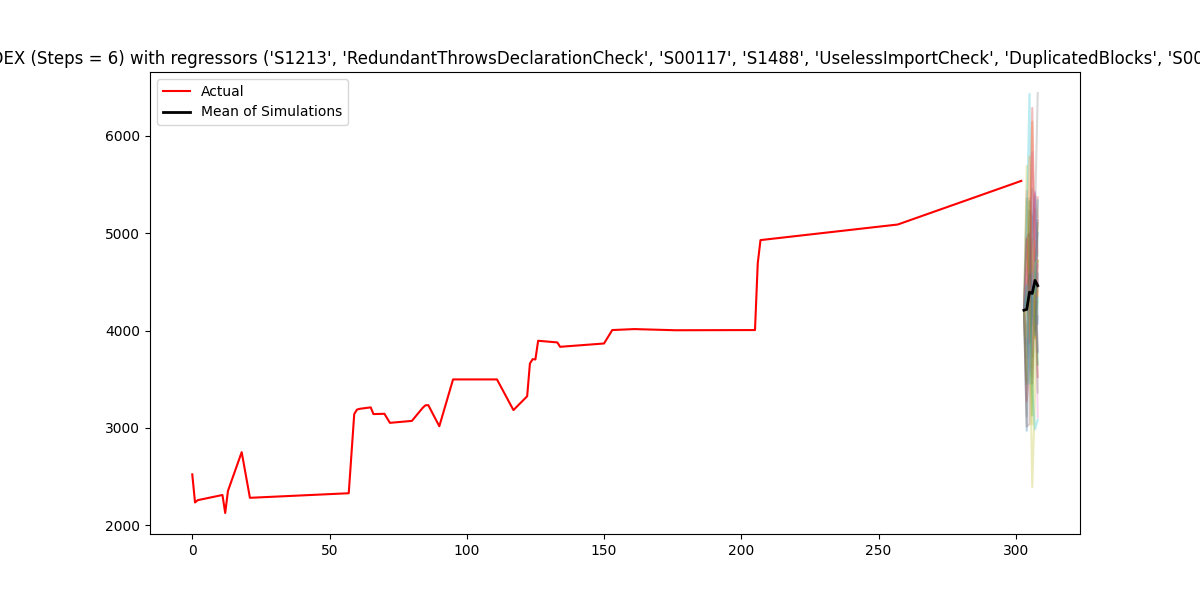 DEX (Steps = 6) with regressors ('S1213', 'RedundantThrowsDeclarationCheck', 'S00117', 'S1488', 'UselessImportCheck', 'DuplicatedBlocks', 'S00
Actual
Mean of Simulations
6000
5000
4000
3000
2000
0 50 100 150 200 250 300